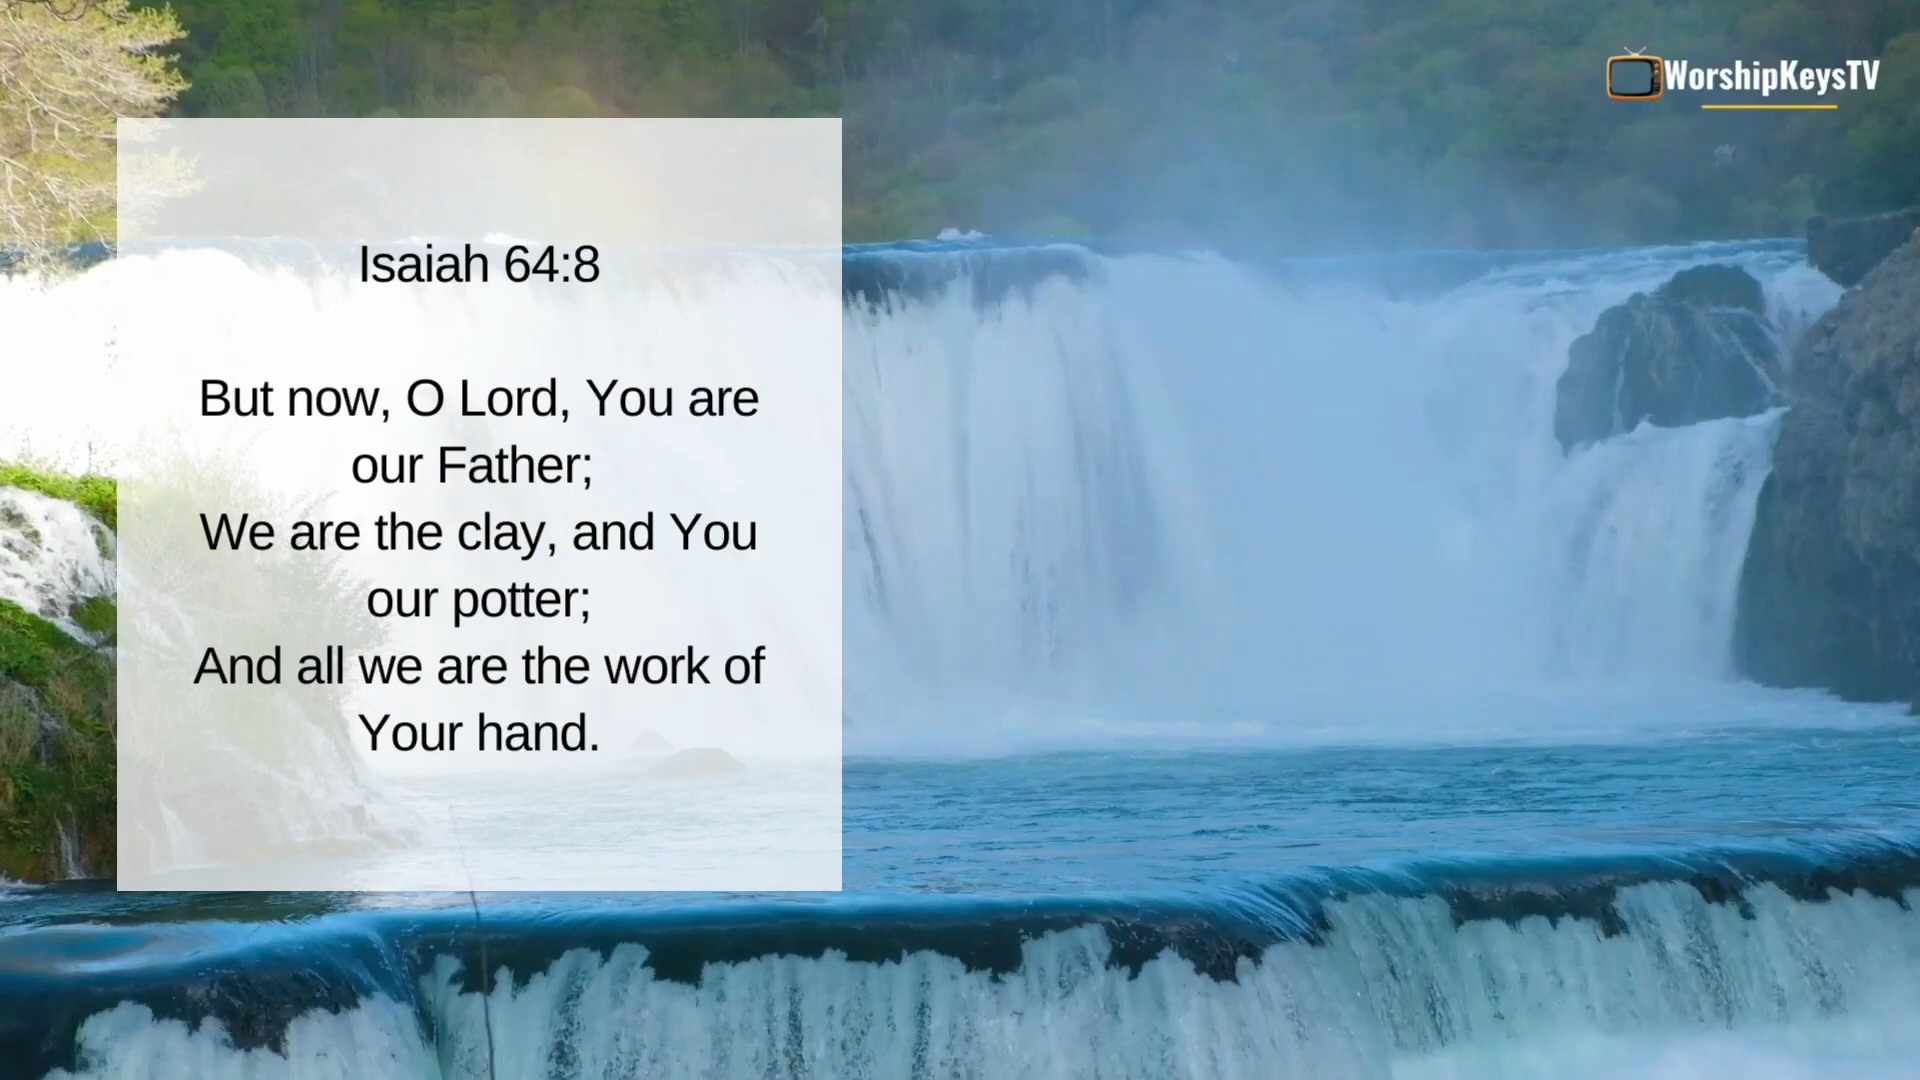 WorshipKeysTV
Isaiah 64:8
But now, O Lord, You are
our Father;
We are the clay, and You
our potter;
And all we are the work of
Your hand.